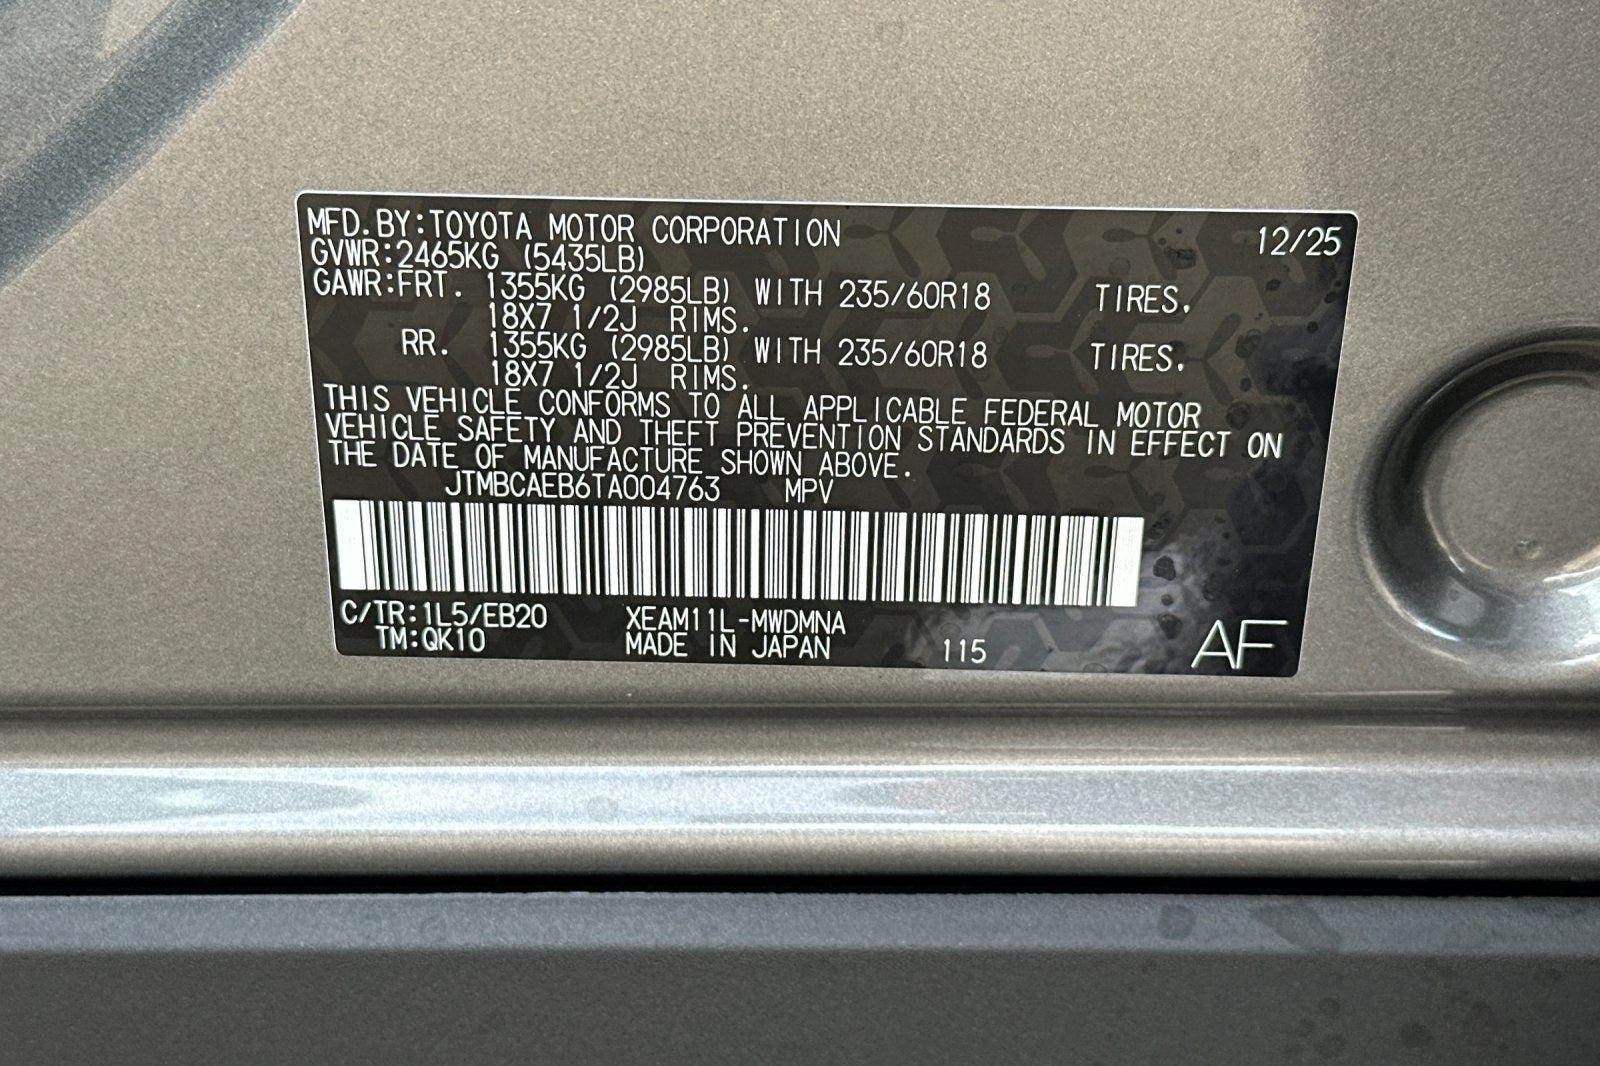 MFD.BY:TOYOTA MOTOR CORPORATION 12/25
GVWR:2465KG (5435LB)
GAWR:FRT. 1355KG (2985LB) WITH 235/60R18 TIRES.
18X7 1/2J RIMS.
RR. 1355KG (2985LB) WITH 235/60R18 TIRES.
18X7 1/2J RIMS.
THIS VEHICLE CONFORMS TO ALL APPLICABLE FEDERAL MOTOR
VEHICLE SAFETY AND THEFT PREVENTION STANDARDS IN EFFECT ON
THE DATE OF MANUFACTURE SHOWN ABOVE.
JTMBCAEB6TA004763 MPV
C/TR:1L5/EB20 XEAM11L-MWDMNA
TM:QK10 MADE IN JAPAN 115 AF